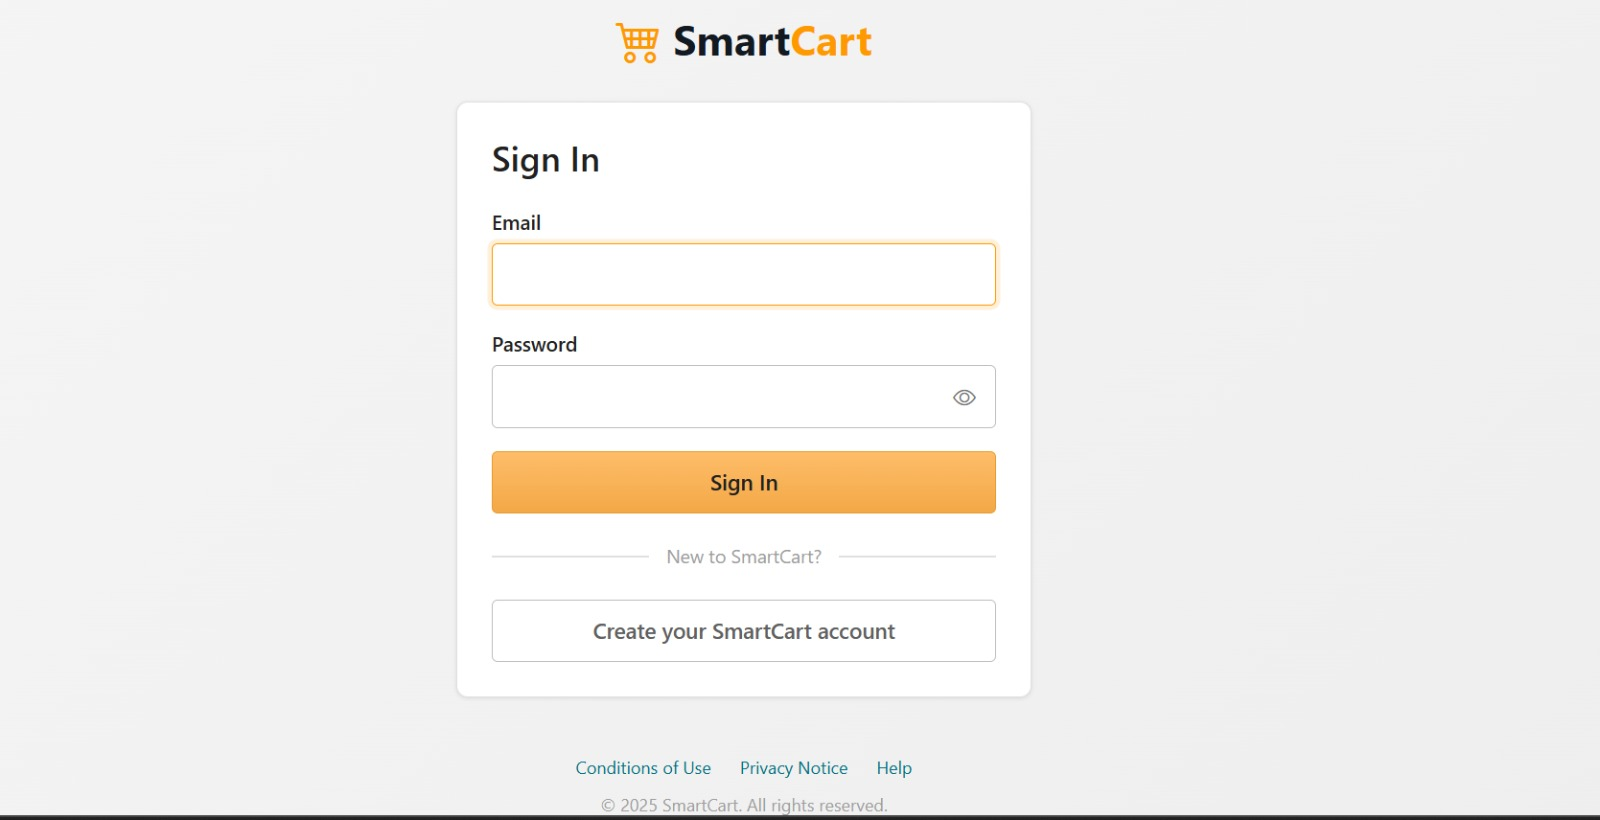 SmartCart
Sign In
Email
Password
Sign In
New to SmartCart?
Create your SmartCart account
Conditions of Use Privacy Notice Help
© 2025 SmartCart. All rights reserved.